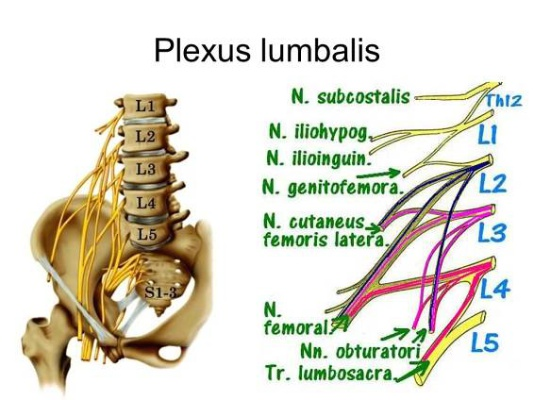 Plexus lumbalis
L1
L2
L3
L4
L5
S1-3
N. subcostalis
Th12
N. iliohypog.
L1
N. ilioinguin.
N. genitofemora.
L2
N. cutaneus
femoris latera.
L3
L4
N.
femoral.
Nn. obturatori
L5
Tr. lumbosacra.